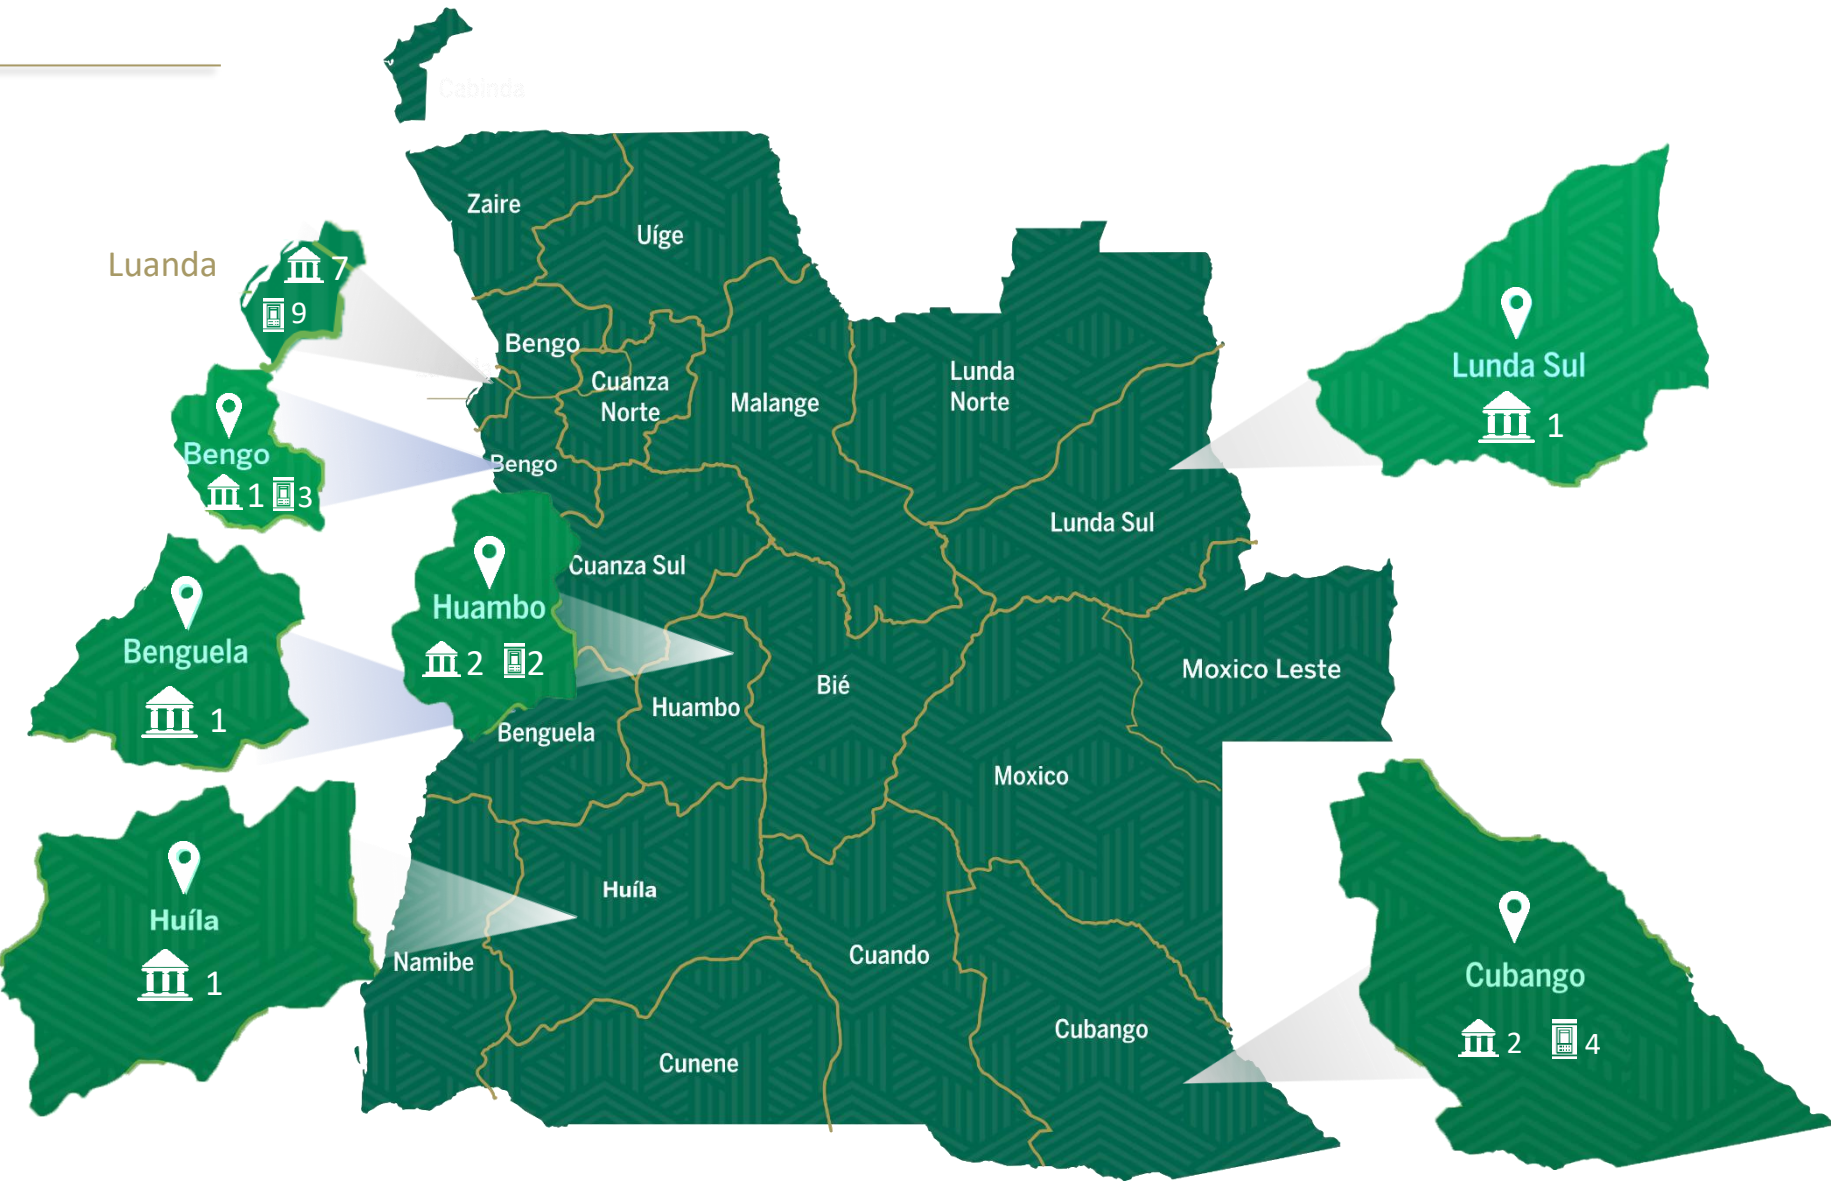 Cabinda
Zaire
Uíge
Luanda
7
9
Bengo
Cuanza
Norte
Malange
Lunda
Norte
Lunda Sul
1
Bengo
1 3
Bengo
Lunda Sul
Cuanza Sul
Huambo
2 2
Benguela
1
Moxico Leste
Bié
Huambo
Benguela
Moxico
Huíla
Huíla
1
Namibe
Cuando
Cubango
2 4
Cubango
Cunene